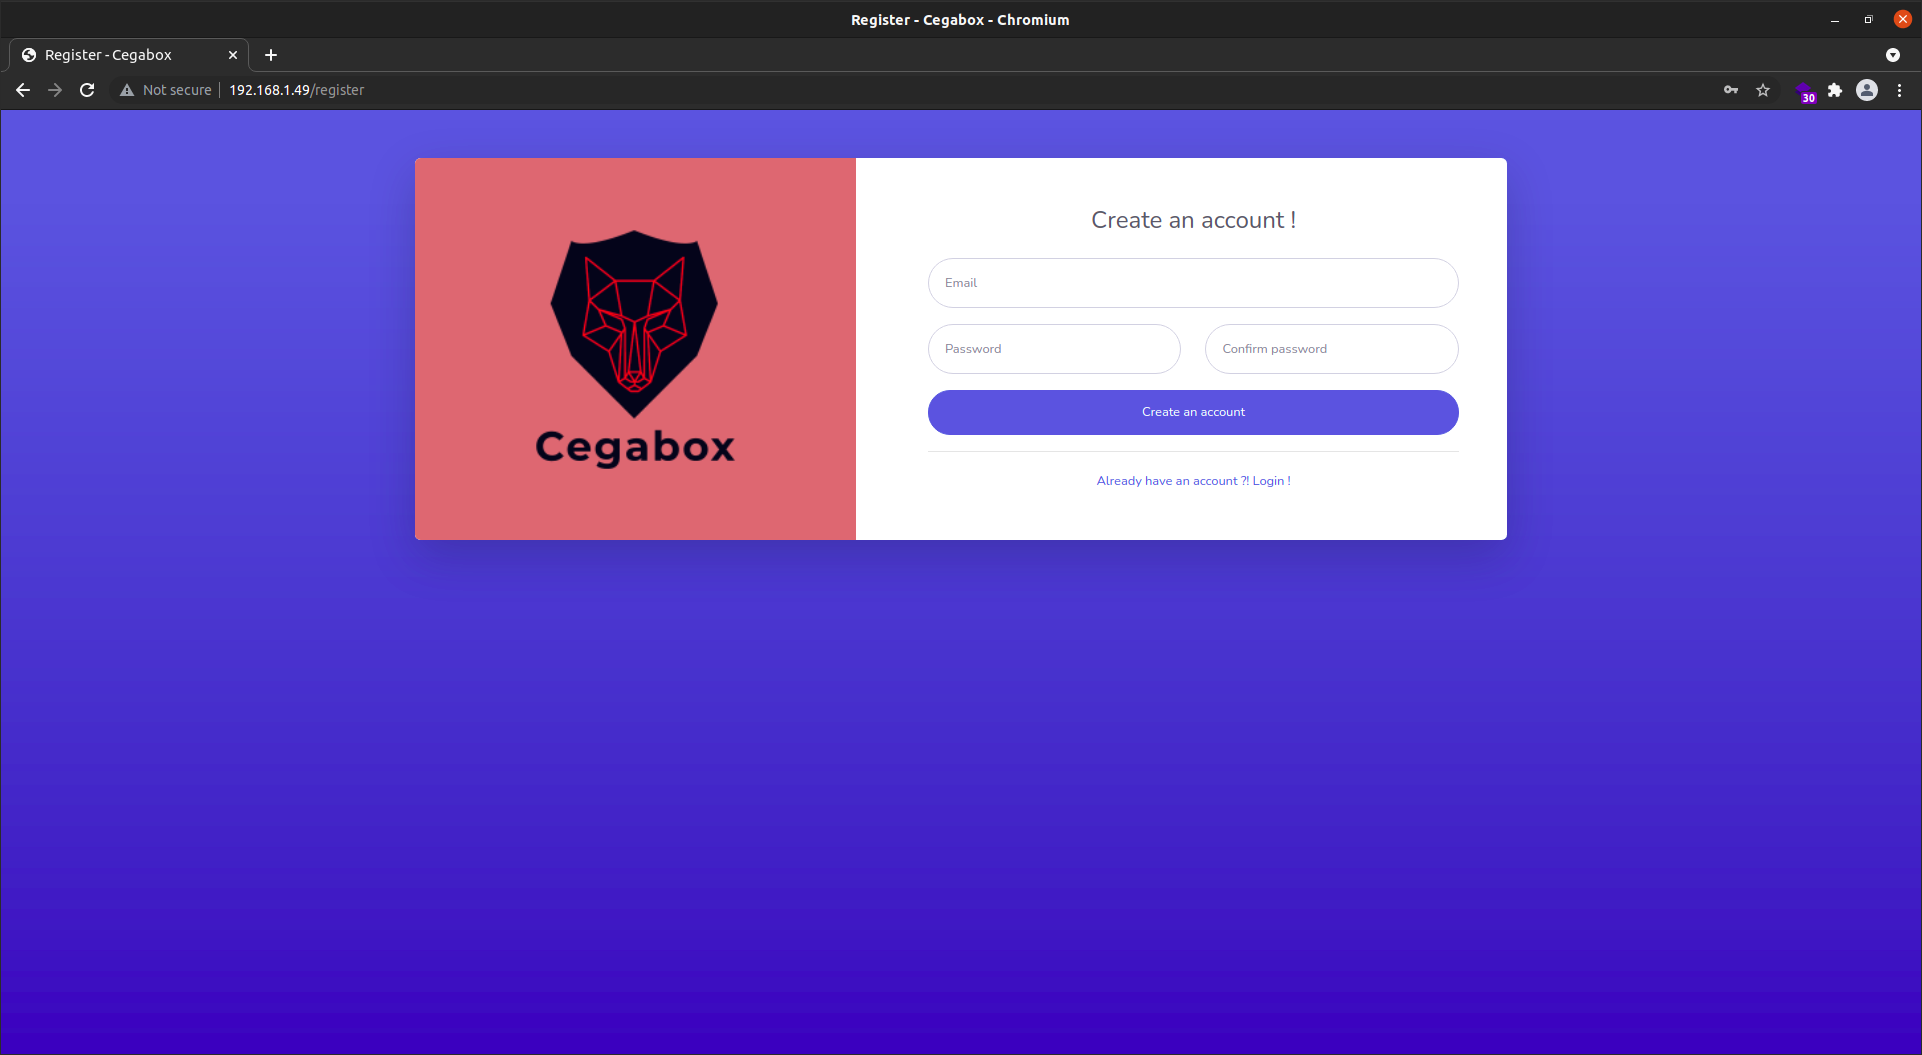 Register - Cegabox - Chromium
Register - Cegabox
Not secure 192.168.1.49/register
30
Create an account !
Email
Password Confirm password
Create an account
Already have an account ?! Login !
Cegabox